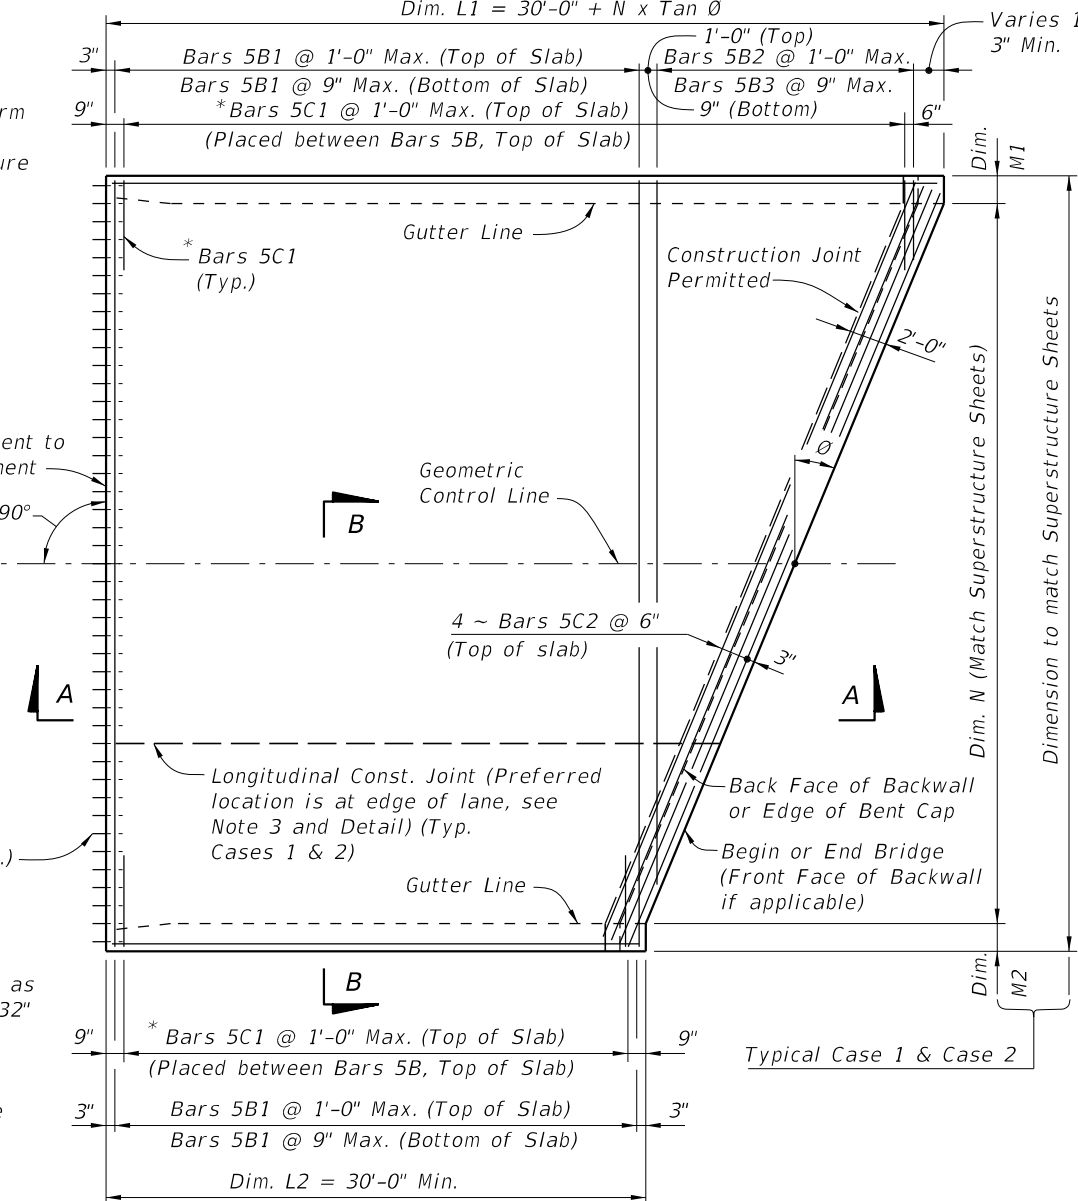 Dim. L1 = 30'-0" + N x Tan Ø
3"
Bars 5B1 @ 1'-0" Max. (Top of Slab)
Bars 5B1 @ 9" Max. (Bottom of Slab)
1'-0" (Top)
Bars 5B2 @ 1'-0" Max.
Bars 5B3 @ 9" Max.
9" (Bottom)
Varies 1
3" Min.
9"
*Bars 5C1 @ 1'-0" Max. (Top of Slab)
(Placed between Bars 5B, Top of Slab)
6"
Dim.
M1
rm
ure
Gutter Line
* Bars 5C1
(Typ.)
Construction Joint
Permitted
2'-0"
Ø
Dim. N (Match Superstructure Sheets)
Dimension to match Superstructure Sheets
ent to
ment
90°
Geometric
Control Line
B
4 ~ Bars 5C2 @ 6"
(Top of slab)
3"
A
A
Longitudinal Const. Joint (Preferred
location is at edge of lane, see
Note 3 and Detail) (Typ.
Cases 1 & 2)
Back Face of Backwall
or Edge of Bent Cap
Begin or End Bridge
(Front Face of Backwall
if applicable)
.)
Gutter Line
Dim.
M2
B
as
32"
9"
* Bars 5C1 @ 1'-0" Max. (Top of Slab)
(Placed between Bars 5B, Top of Slab)
9"
Typical Case 1 & Case 2
e
3"
Bars 5B1 @ 1'-0" Max. (Top of Slab)
Bars 5B1 @ 9" Max. (Bottom of Slab)
3"
Dim. L2 = 30'-0" Min.